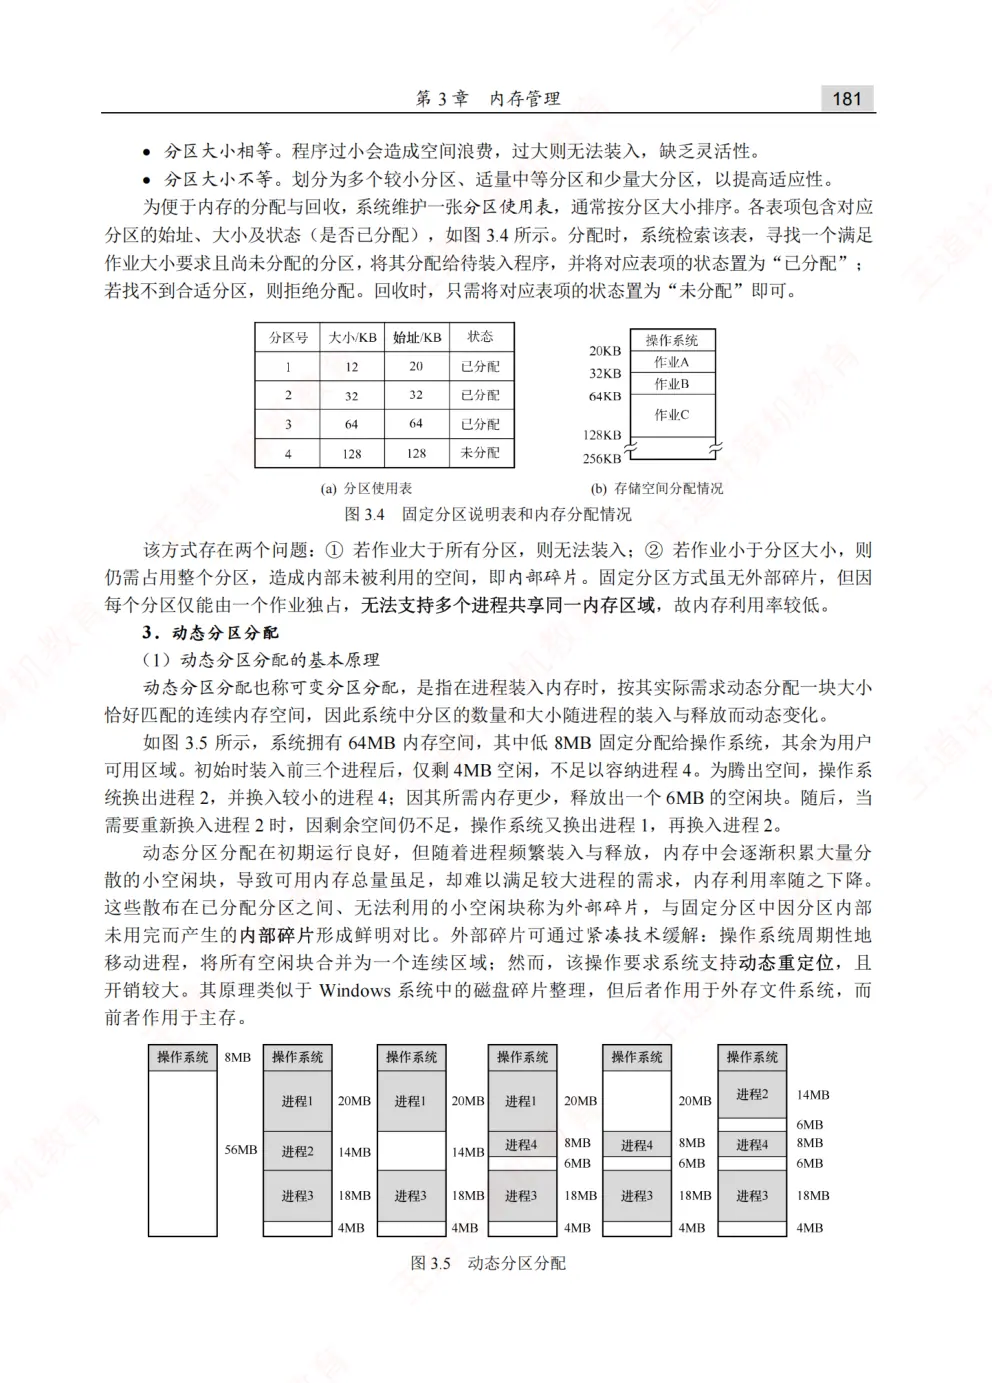 第 3 章 内存管理 181
• 分区大小相等。程序过小会造成空间浪费，过大则无法装入，缺乏灵活性。
• 分区大小不等。划分为多个较小分区、适量中等分区和少量大分区，以提高适应性。
为便于内存的分配与回收，系统维护一张分区使用表，通常按分区大小排序。各表项包含对应
分区的始址、大小及状态（是否已分配），如图 3.4 所示。分配时，系统检索该表，寻找一个满足
作业大小要求且尚未分配的分区，将其分配给待装入程序，并将对应表项的状态置为“已分配”；
若找不到合适分区，则拒绝分配。回收时，只需将对应表项的状态置为“未分配”即可。
分区号 大小/KB 始址/KB 状态
1 12 20 已分配
2 32 32 已分配
3 64 64 已分配
4 128 128 未分配
操作系统
20KB
作业A
32KB
作业B
64KB
作业C
128KB
256KB
(a) 分区使用表
(b) 存储空间分配情况
图 3.4 固定分区说明表和内存分配情况
该方式存在两个问题：① 若作业大于所有分区，则无法装入；② 若作业小于分区大小，则
仍需占用整个分区，造成内部未被利用的空间，即内部碎片。固定分区方式虽无外部碎片，但因
每个分区仅能由一个作业独占，无法支持多个进程共享同一内存区域，故内存利用率较低。
3．动态分区分配
（1）动态分区分配的基本原理
动态分区分配也称可变分区分配，是指在进程装入内存时，按其实际需求动态分配一块大小
恰好匹配的连续内存空间，因此系统中分区的数量和大小随进程的装入与释放而动态变化。
如图 3.5 所示，系统拥有 64MB 内存空间，其中低 8MB 固定分配给操作系统，其余为用户
可用区域。初始时装入前三个进程后，仅剩 4MB 空闲，不足以容纳进程 4。为腾出空间，操作系
统换出进程 2，并换入较小的进程 4；因其所需内存更少，释放出一个 6MB 的空闲块。随后，当
需要重新换入进程 2 时，因剩余空间仍不足，操作系统又换出进程 1，再换入进程 2。
动态分区分配在初期运行良好，但随着进程频繁装入与释放，内存中会逐渐积累大量分
散的小空闲块，导致可用内存总量虽足，却难以满足较大进程的需求，内存利用率随之下降。
这些散布在已分配分区之间、无法利用的小空闲块称为外部碎片，与固定分区中因分区内部
未用完而产生的内部碎片形成鲜明对比。外部碎片可通过紧凑技术缓解：操作系统周期性地
移动进程，将所有空闲块合并为一个连续区域；然而，该操作要求系统支持动态重定位，且
开销较大。其原理类似于 Windows 系统中的磁盘碎片整理，但后者作用于外存文件系统，而
前者作用于主存。
操作系统 8MB 操作系统 操作系统 操作系统 操作系统 操作系统
进程1 20MB 进程1 20MB 进程1 20MB 20MB 进程2 14MB
6MB
56MB 进程2 14MB 14MB 进程4 8MB 进程4 8MB 进程4 8MB
6MB 6MB 6MB
进程3 18MB 进程3 18MB 进程3 18MB 进程3 18MB 进程3 18MB
4MB 4MB 4MB 4MB 4MB
图 3.5 动态分区分配